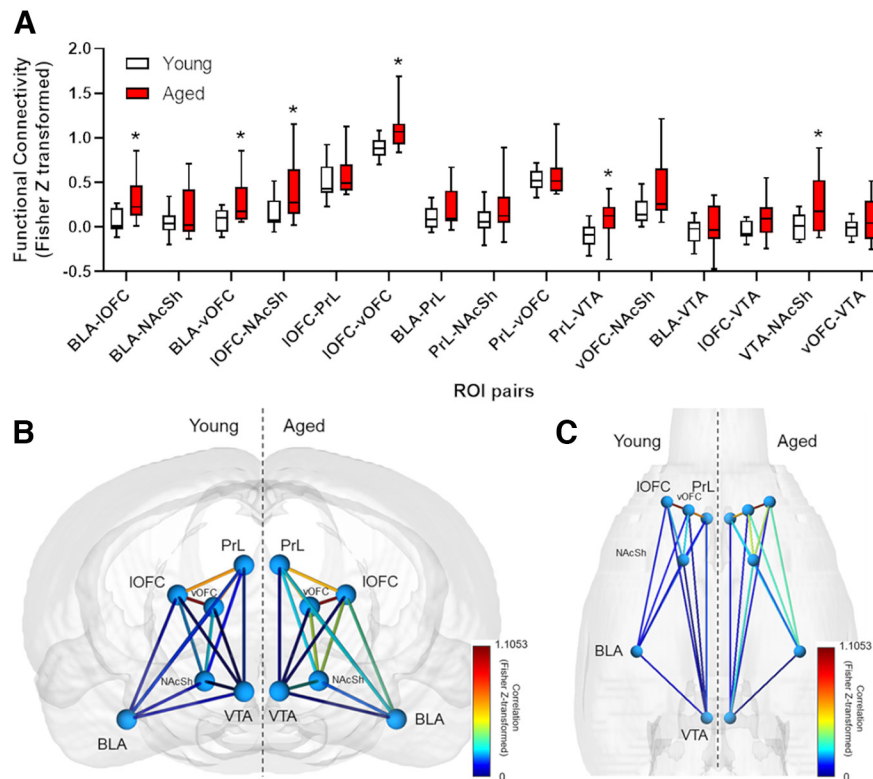 A
Functional Connectivity
(Fisher Z transformed)
2.0
1.5
1.0
0.5
0.0
-0.5
Young
Aged
* * * * * *
BLA-lOFC
BLA-NAcSh
BLA-vOFC
lOFC-NAcSh
lOFC-PrL
lOFC-vOFC
BLA-PrL
PrL-NAcSh
PrL-vOFC
PrL-VTA
vOFC-NAcSh
BLA-VTA
lOFC-VTA
VTA-NAcSh
vOFC-VTA
ROI pairs
B
Young Aged
PrL PrL
lOFC lOFC
vOFC vOFC
NAcSh NAcSh
VTA VTA
BLA BLA
1.1053
Correlation
(Fisher Z-transformed)
0
C
Young Aged
lOFC vOFC PrL
NAcSh
BLA
VTA
1.1053
Correlation
(Fisher Z-transformed)
0